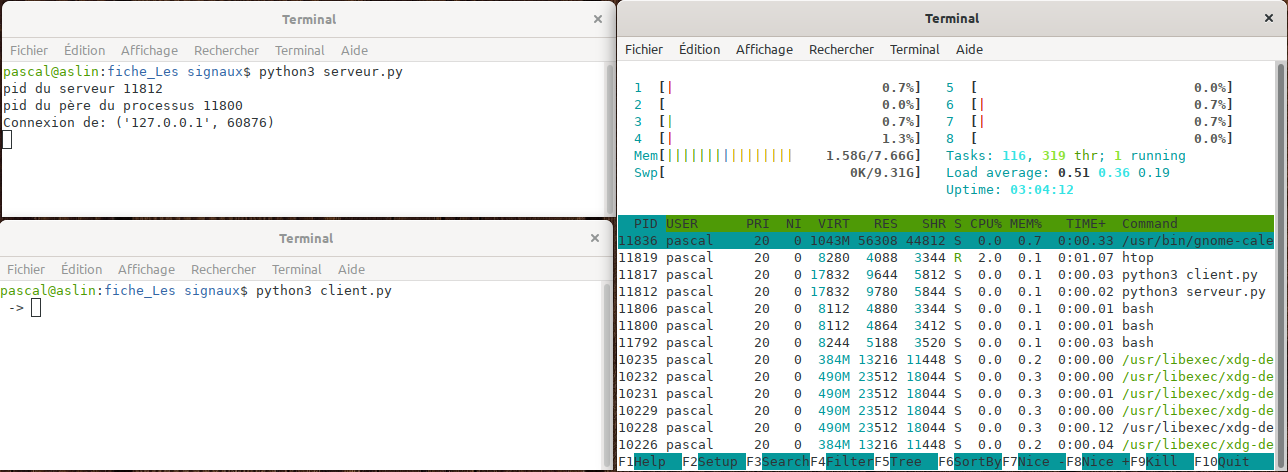 Terminal
Fichier Édition Affichage Rechercher Terminal Aide
pascal@aslin:fiche_Les signaux$ python3 serveur.py
pid du serveur 11812
pid du père du processus 11800
Connexion de: ('127.0.0.1', 60876)
Terminal
Fichier Édition Affichage Rechercher Terminal Aide
pascal@aslin:fiche_Les signaux$ python3 client.py
->
Terminal
Fichier Édition Affichage Rechercher Terminal Aide
1 [| 0.7%] 5 [ 0.0%]
2 [ 0.0%] 6 [| 0.7%]
3 [| 0.7%] 7 [| 0.7%]
4 [| 1.3%] 8 [ 0.0%]
Mem[|||||||||||||||| 1.58G/7.66G] Tasks: 116, 319 thr; 1 running
Swp[ 0K/9.31G] Load average: 0.51 0.36 0.19
Uptime: 03:04:12
PID USER PRI NI VIRT RES SHR S CPU% MEM% TIME+ Command
11836 pascal 20 0 1043M 56308 44812 S 0.0 0.7 0:00.33 /usr/bin/gnome-cale
11819 pascal 20 0 8280 4088 3344 R 2.0 0.1 0:01.07 htop
11817 pascal 20 0 17832 9644 5812 S 0.0 0.1 0:00.03 python3 client.py
11812 pascal 20 0 17832 9780 5844 S 0.0 0.1 0:00.02 python3 serveur.py
11806 pascal 20 0 8112 4880 3344 S 0.0 0.1 0:00.01 bash
11800 pascal 20 0 8112 4864 3412 S 0.0 0.1 0:00.01 bash
11792 pascal 20 0 8244 5188 3520 S 0.0 0.1 0:00.03 bash
10235 pascal 20 0 384M 13216 11448 S 0.0 0.2 0:00.00 /usr/libexec/xdg-de
10232 pascal 20 0 490M 23512 18044 S 0.0 0.3 0:00.00 /usr/libexec/xdg-de
10231 pascal 20 0 490M 23512 18044 S 0.0 0.3 0:00.01 /usr/libexec/xdg-de
10229 pascal 20 0 490M 23512 18044 S 0.0 0.3 0:00.00 /usr/libexec/xdg-de
10228 pascal 20 0 490M 23512 18044 S 0.0 0.3 0:00.12 /usr/libexec/xdg-de
10226 pascal 20 0 384M 13216 11448 S 0.0 0.2 0:00.04 /usr/libexec/xdg-de
F1Help F2Setup F3SearchF4FilterF5Tree F6SortByF7Nice -F8Nice +F9Kill F10Quit